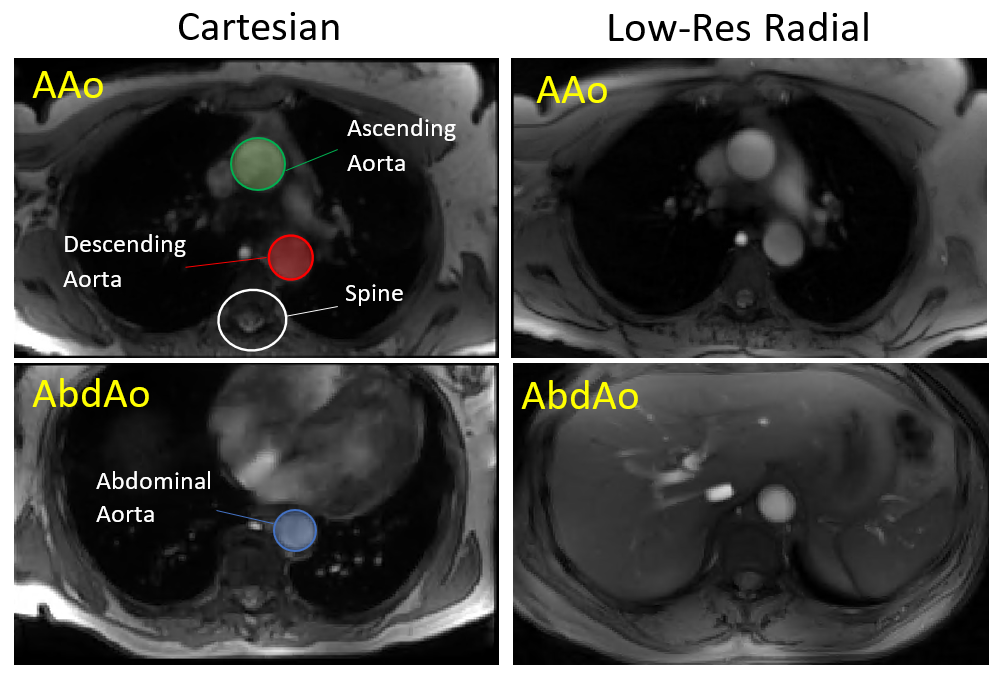 Cartesian
Low-Res Radial
AAo
AAo
Ascending
Aorta
Descending
Aorta
Spine
AbdAo
AbdAo
Abdominal
Aorta